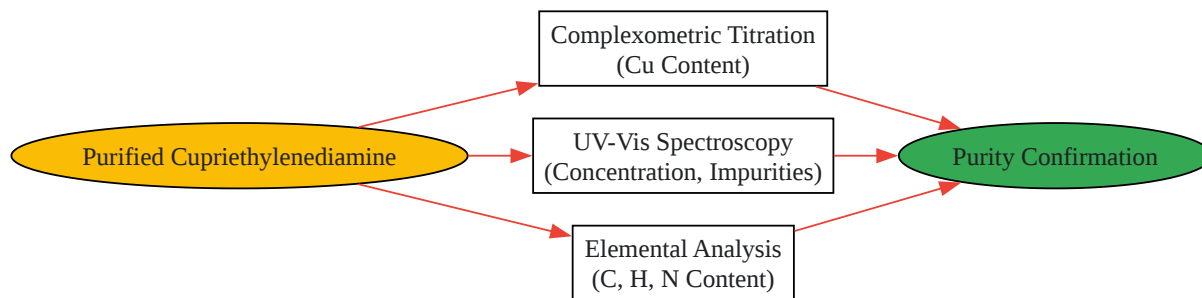 Complexometric Titration
(Cu Content)
Purified Cupriethylenediamine
UV-Vis Spectroscopy
(Concentration, Impurities)
Purity Confirmation
Elemental Analysis
(C, H, N Content)